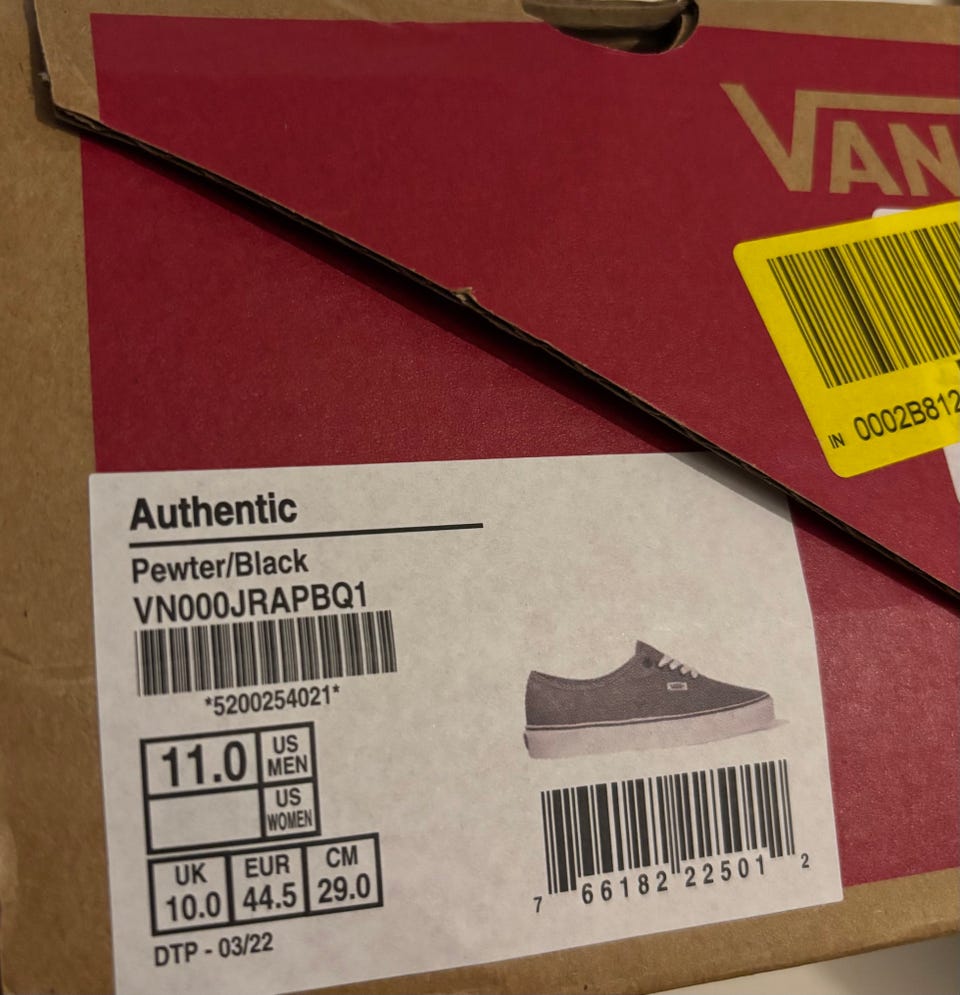 VAN
IN 0002B812
Authentic
Pewter/Black
VN000JRAPBQ1
*5200254021*
11.0 US MEN
US WOMEN
UK EUR CM
10.0 44.5 29.0
DTP - 03/22
7 66182 22501 2